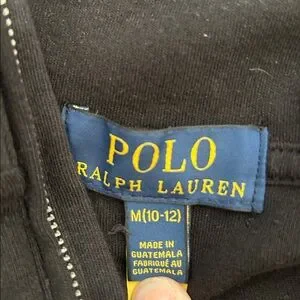 POLO
RALPH LAUREN
M(10-12)
MADE IN
GUATEMALA
FABRIQUÉ AU
GUATEMALA